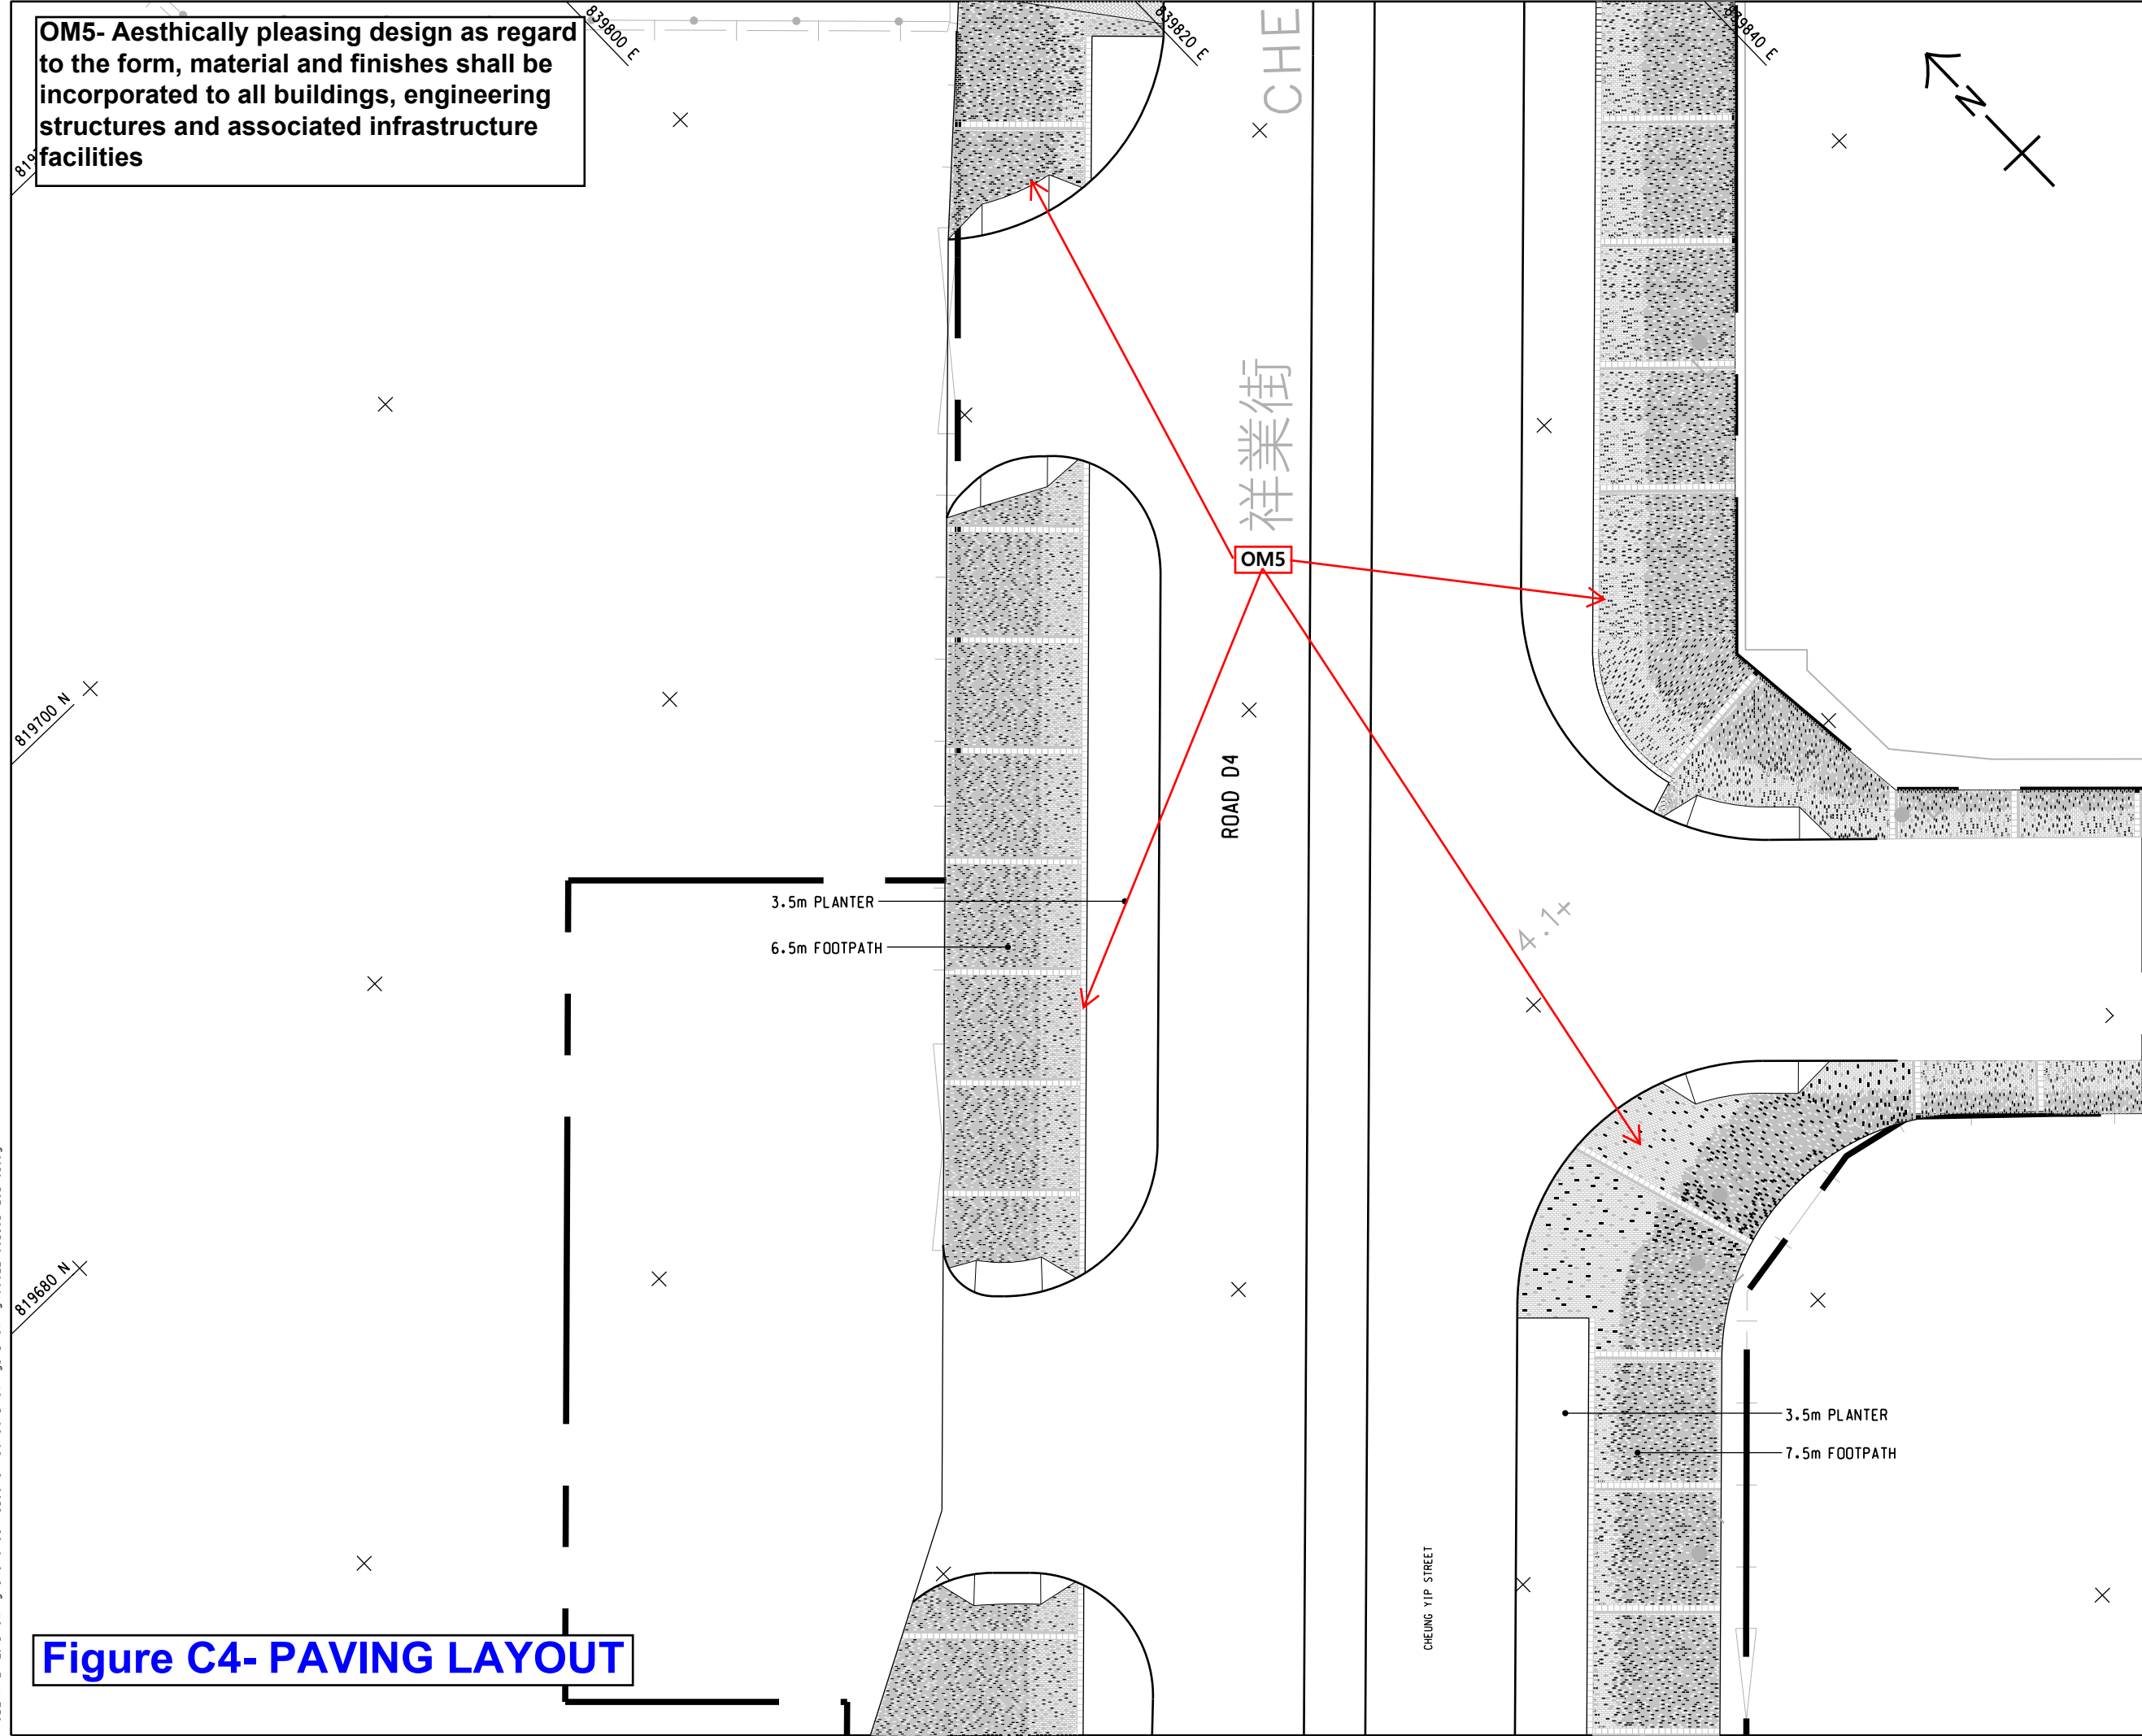 OM5- Aesthically pleasing design as regard
to the form, material and finishes shall be
incorporated to all buildings, engineering
structures and associated infrastructure
facilities
839800 E
839820 E
839840 E
CHE
N
祥業街
OM5
819700 N
ROAD D4
3.5m PLANTER
6.5m FOOTPATH
4.1+
819680 N
3.5m PLANTER
7.5m FOOTPATH
CHEUNG YIP STREET
Figure C4- PAVING LAYOUT